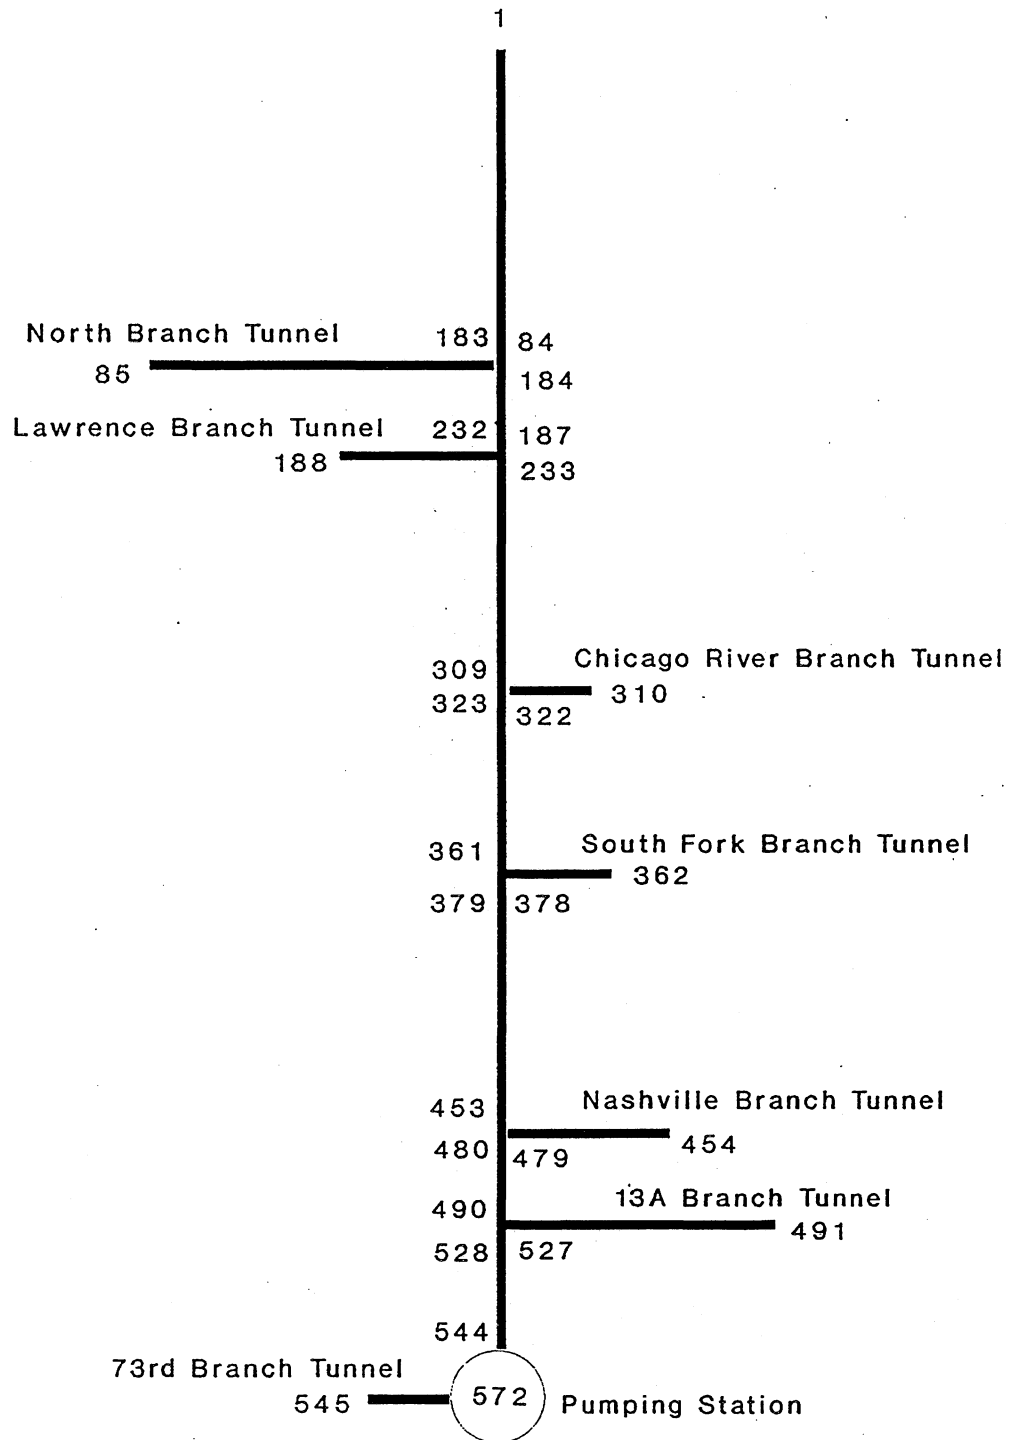 1
North Branch Tunnel 183 84
85 184
Lawrence Branch Tunnel 232 187
188 233
309 Chicago River Branch Tunnel
323 322 310
361 South Fork Branch Tunnel
362
379 378
453 Nashville Branch Tunnel
480 479 454
490 13A Branch Tunnel
491
528 527
544
73rd Branch Tunnel
545 572 Pumping Station